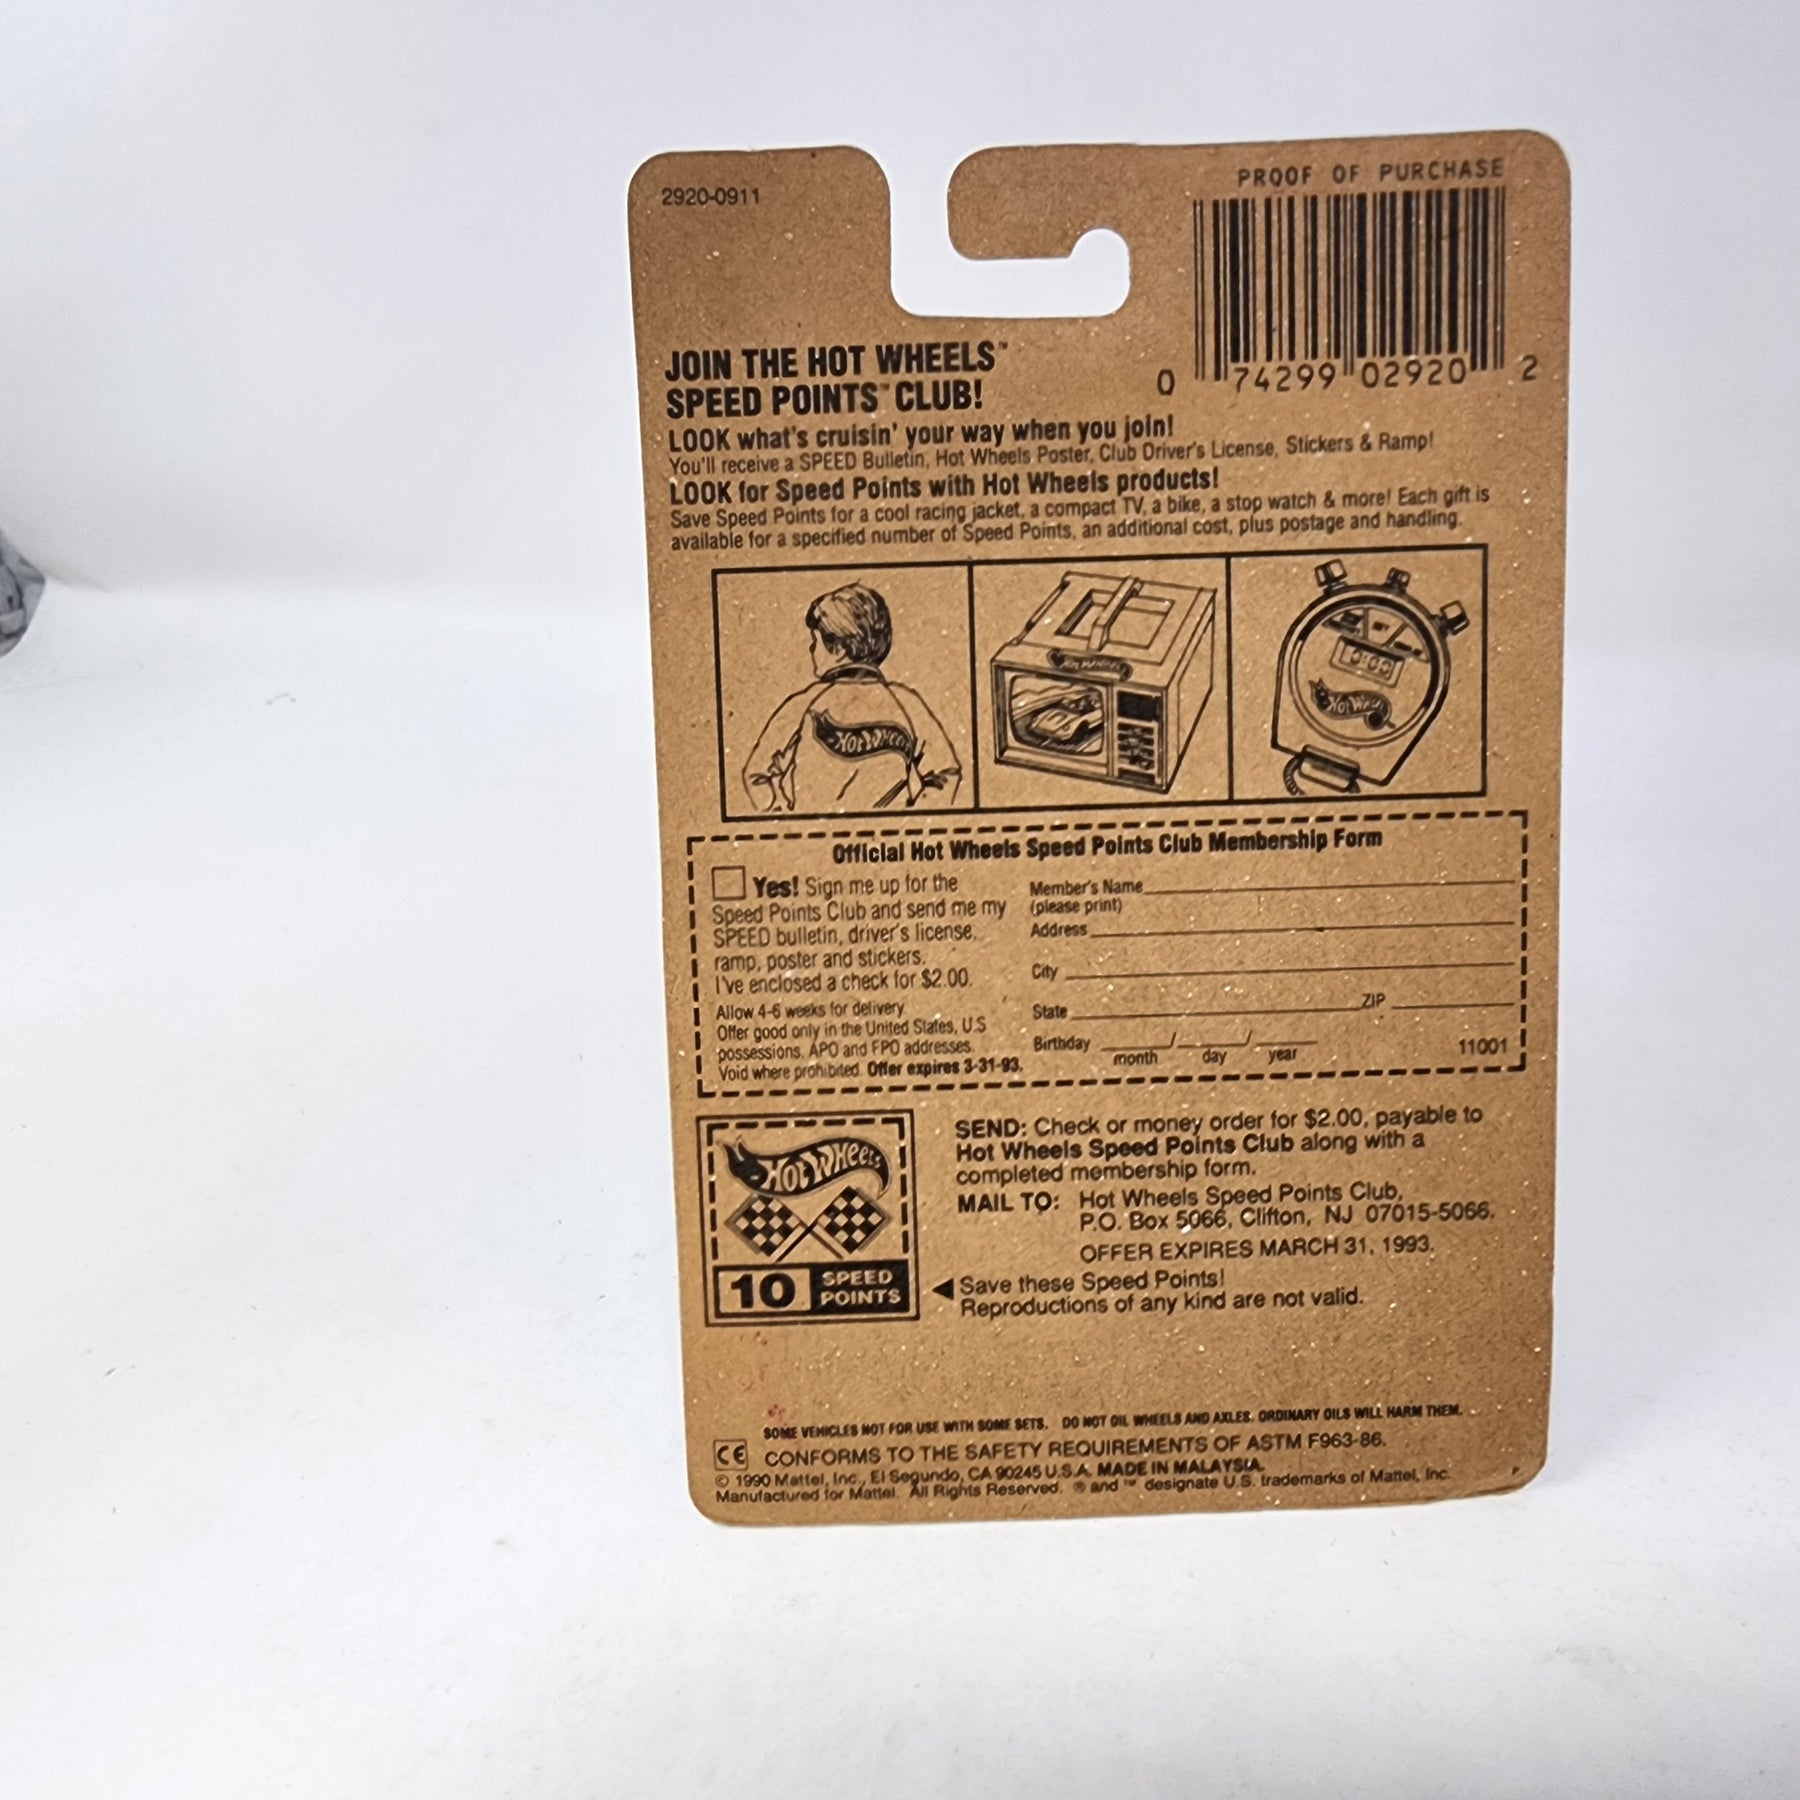 2920-0911
PROOF OF PURCHASE
0 74299 02920 2
JOIN THE HOT WHEELS™
SPEED POINTS™ CLUB!
LOOK what's cruisin' your way when you join!
You'll receive a SPEED Bulletin, Hot Wheels Poster, Club Driver's License, Stickers & Ramp!
LOOK for Speed Points with Hot Wheels products!
Save Speed Points for a cool racing jacket, a compact TV, a bike, a stop watch & more! Each gift is
available for a specified number of Speed Points, an additional cost, plus postage and handling.
HOT WHEELS
HOT WHEELS
HOT WHEELS
Official Hot Wheels Speed Points Club Membership Form
Yes! Sign me up for the
Speed Points Club and send me my
SPEED bulletin, driver's license,
ramp, poster and stickers.
I've enclosed a check for $2.00.
Allow 4-6 weeks for delivery.
Offer good only in the United States, U.S
possessions, APO and FPO addresses.
Void where prohibited. Offer expires 3-31-93.
Member's Name
(please print)
Address
City
State ZIP
Birthday / /
month day year
11001
HOT WHEELS
10 SPEED
POINTS
SEND: Check or money order for $2.00, payable to
Hot Wheels Speed Points Club along with a
completed membership form.
MAIL TO: Hot Wheels Speed Points Club,
P.O. Box 5066, Clifton, NJ 07015-5066.
OFFER EXPIRES MARCH 31, 1993.
◀ Save these Speed Points!
Reproductions of any kind are not valid.
SOME VEHICLES NOT FOR USE WITH SOME SETS. DO NOT OIL WHEELS AND AXLES. ORDINARY OILS WILL HARM THEM.
CE CONFORMS TO THE SAFETY REQUIREMENTS OF ASTM F963-86.
© 1990 Mattel, Inc., El Segundo, CA 90245 U.S.A. MADE IN MALAYSIA.
Manufactured for Mattel. All Rights Reserved. ® and ™ designate U.S. trademarks of Mattel, Inc.
P